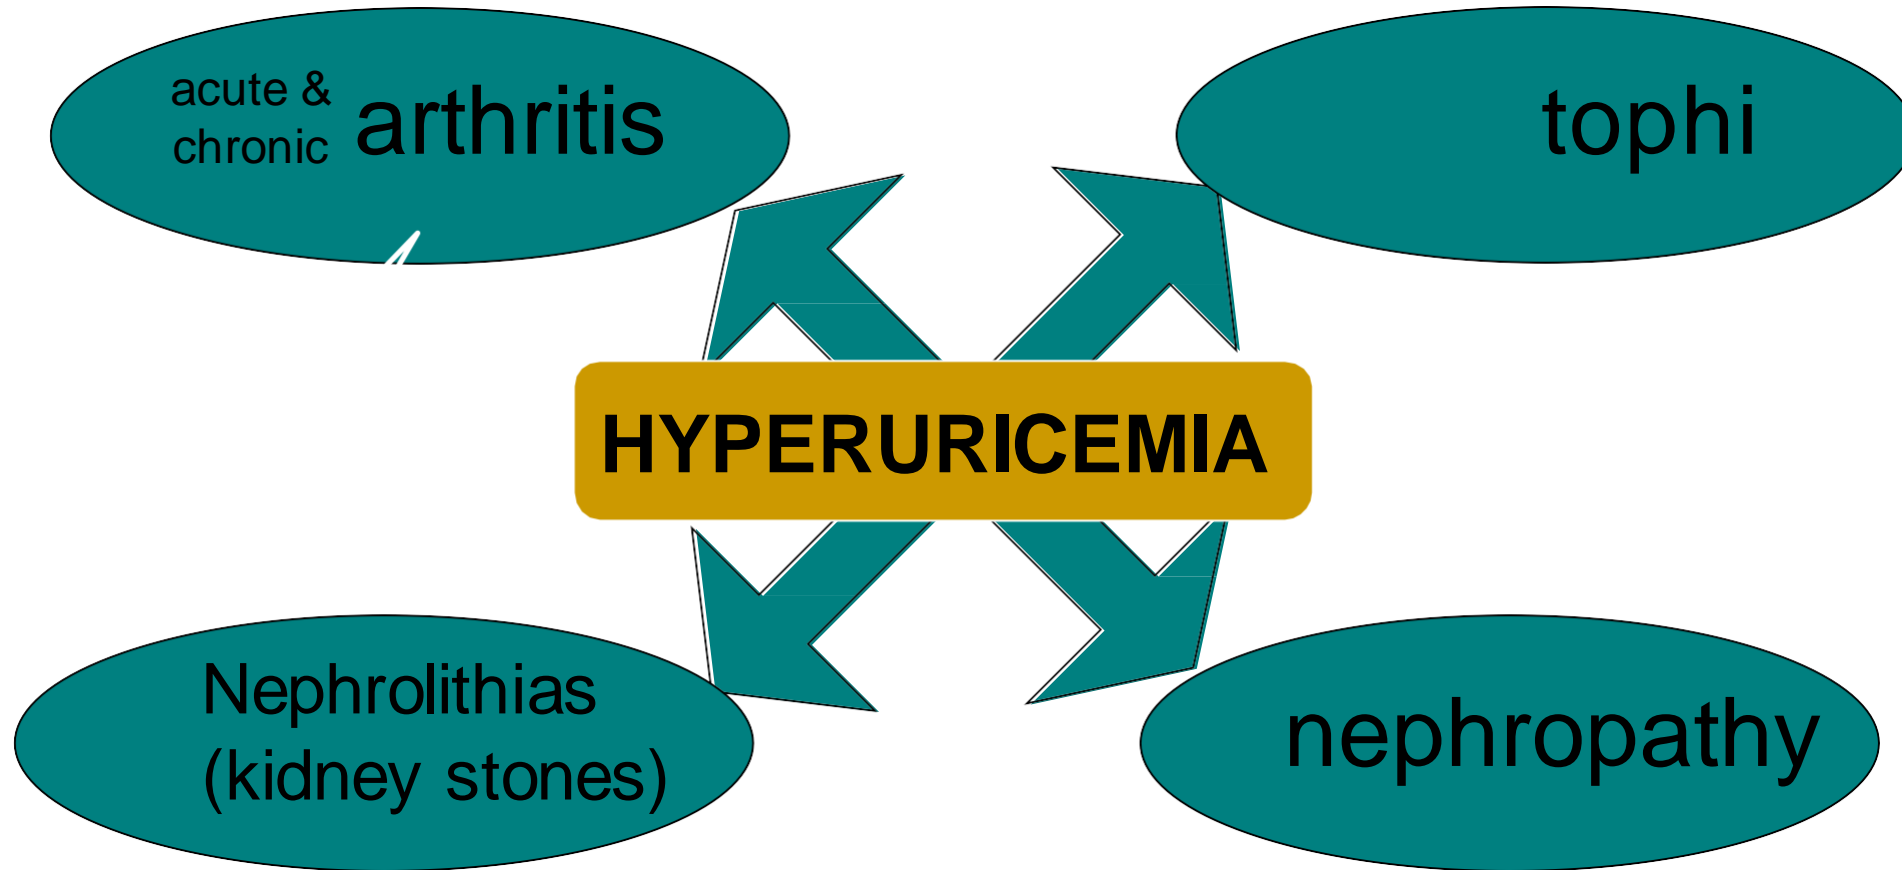 acute &
chronic
arthritis
tophi
HYPERURICEMIA
Nephrolithias
(kidney stones)
nephropathy